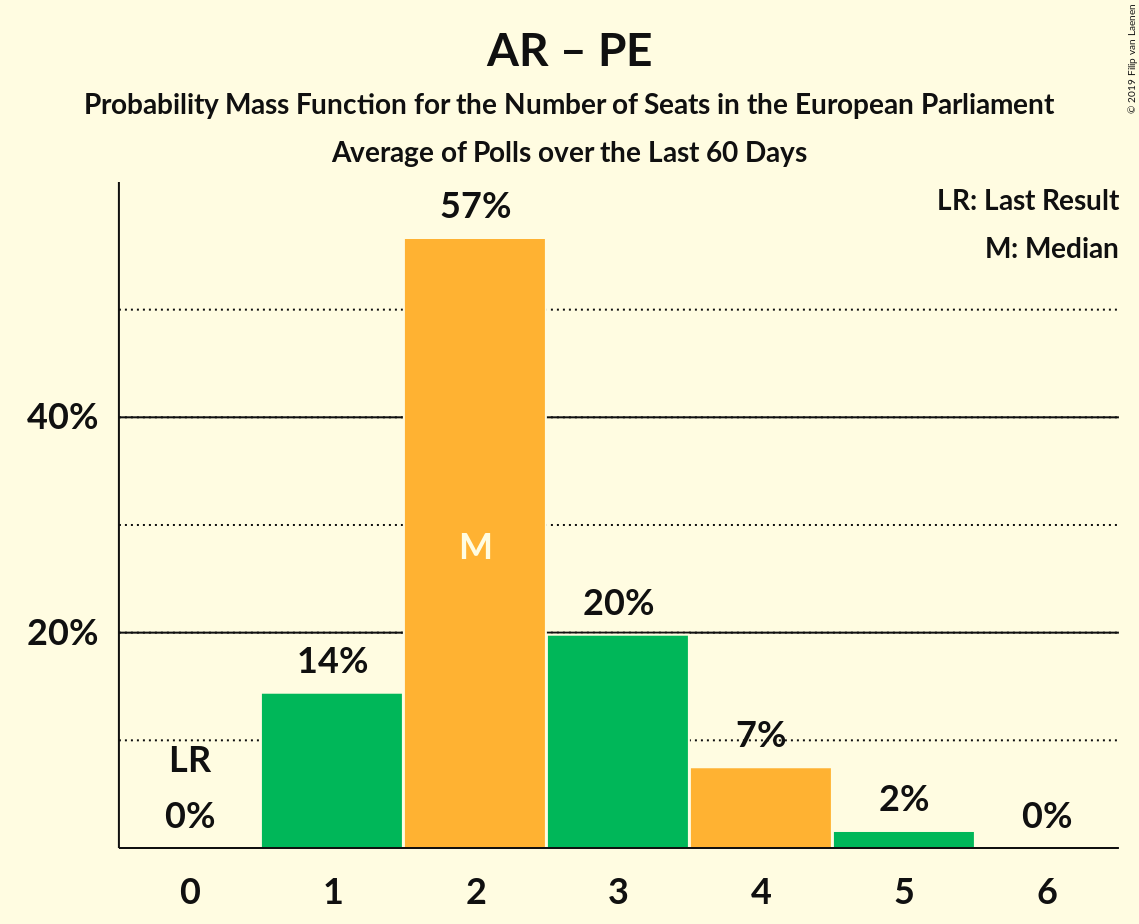 AR – PE
Probability Mass Function for the Number of Seats in the European Parliament
Average of Polls over the Last 60 Days
© 2019 Filip van Laenen
LR: Last Result
M: Median
57%
40%
M
20%
20%
14%
7%
LR
0%
2%
0%
0 1 2 3 4 5 6